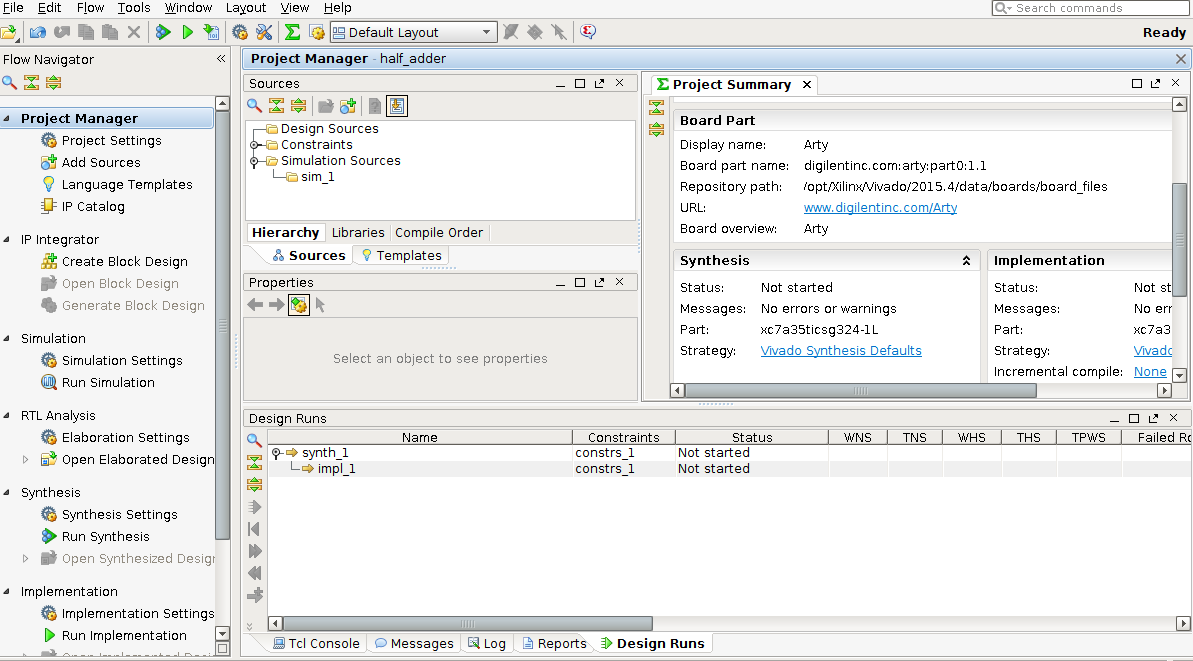 File Edit Flow Tools Window Layout View Help
Search commands
Default Layout
Ready
Flow Navigator
Project Manager
Project Settings
Add Sources
Language Templates
IP Catalog
IP Integrator
Create Block Design
Open Block Design
Generate Block Design
Simulation
Simulation Settings
Run Simulation
RTL Analysis
Elaboration Settings
Open Elaborated Design
Synthesis
Synthesis Settings
Run Synthesis
Open Synthesized Desig
Implementation
Implementation Settings
Run Implementation
Project Manager - half_adder
Sources
Design Sources
Constraints
Simulation Sources
sim_1
Hierarchy Libraries Compile Order
Sources Templates
Properties
Select an object to see properties
Project Summary
Board Part
Display name: Arty
Board part name: digilentinc.com:arty:part0:1.1
Repository path: /opt/Xilinx/Vivado/2015.4/data/boards/board_files
URL: www.digilentinc.com/Arty
Board overview: Arty
Synthesis
Status: Not started
Messages: No errors or warnings
Part: xc7a35ticsg324-1L
Strategy: Vivado Synthesis Defaults
Implementation
Status: Not st
Messages: No err
Part: xc7a3
Strategy: Vivado
Incremental compile: None
Design Runs
Name Constraints Status WNS TNS WHS THS TPWS Failed Ro
synth_1 constrs_1 Not started
impl_1 constrs_1 Not started
Tcl Console Messages Log Reports Design Runs